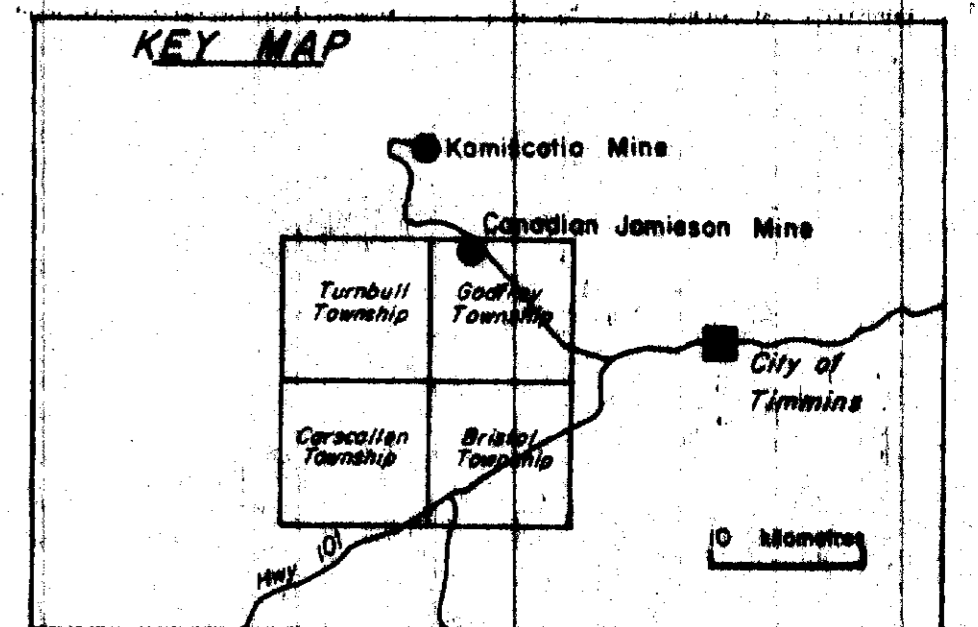 KEY MAP
Kamiscotia Mine
Canadian Jamieson Mine
Turnbull
Township
Godfrey
Township
City of
Timmins
Carscallen
Township
Bristol
Township
10 kilometres
Hwy 101